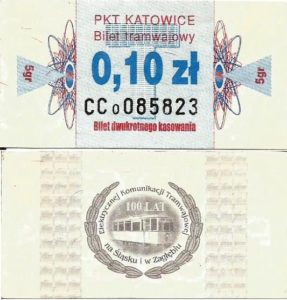 PKT KATOWICE
Bilet tramwajowy
5gr
0,10 zł
5gr
CCo085823
Bilet dwukrotnego kasowania
Elektrycznej Komunikacji Tramwajowej
100 LAT
na Śląsku i w Zagłębiu